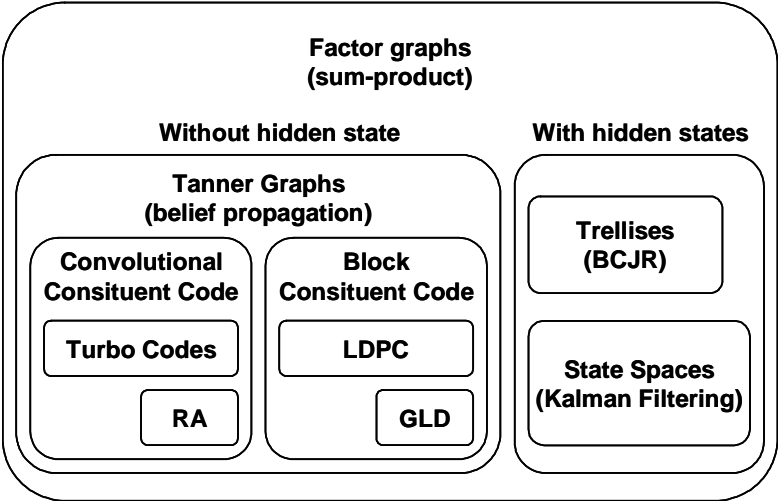 Factor graphs
(sum-product)
Without hidden state
With hidden states
Tanner Graphs
(belief propagation)
Convolutional
Consituent Code
Turbo Codes
RA
Block
Consituent Code
LDPC
GLD
Trellises
(BCJR)
State Spaces
(Kalman Filtering)